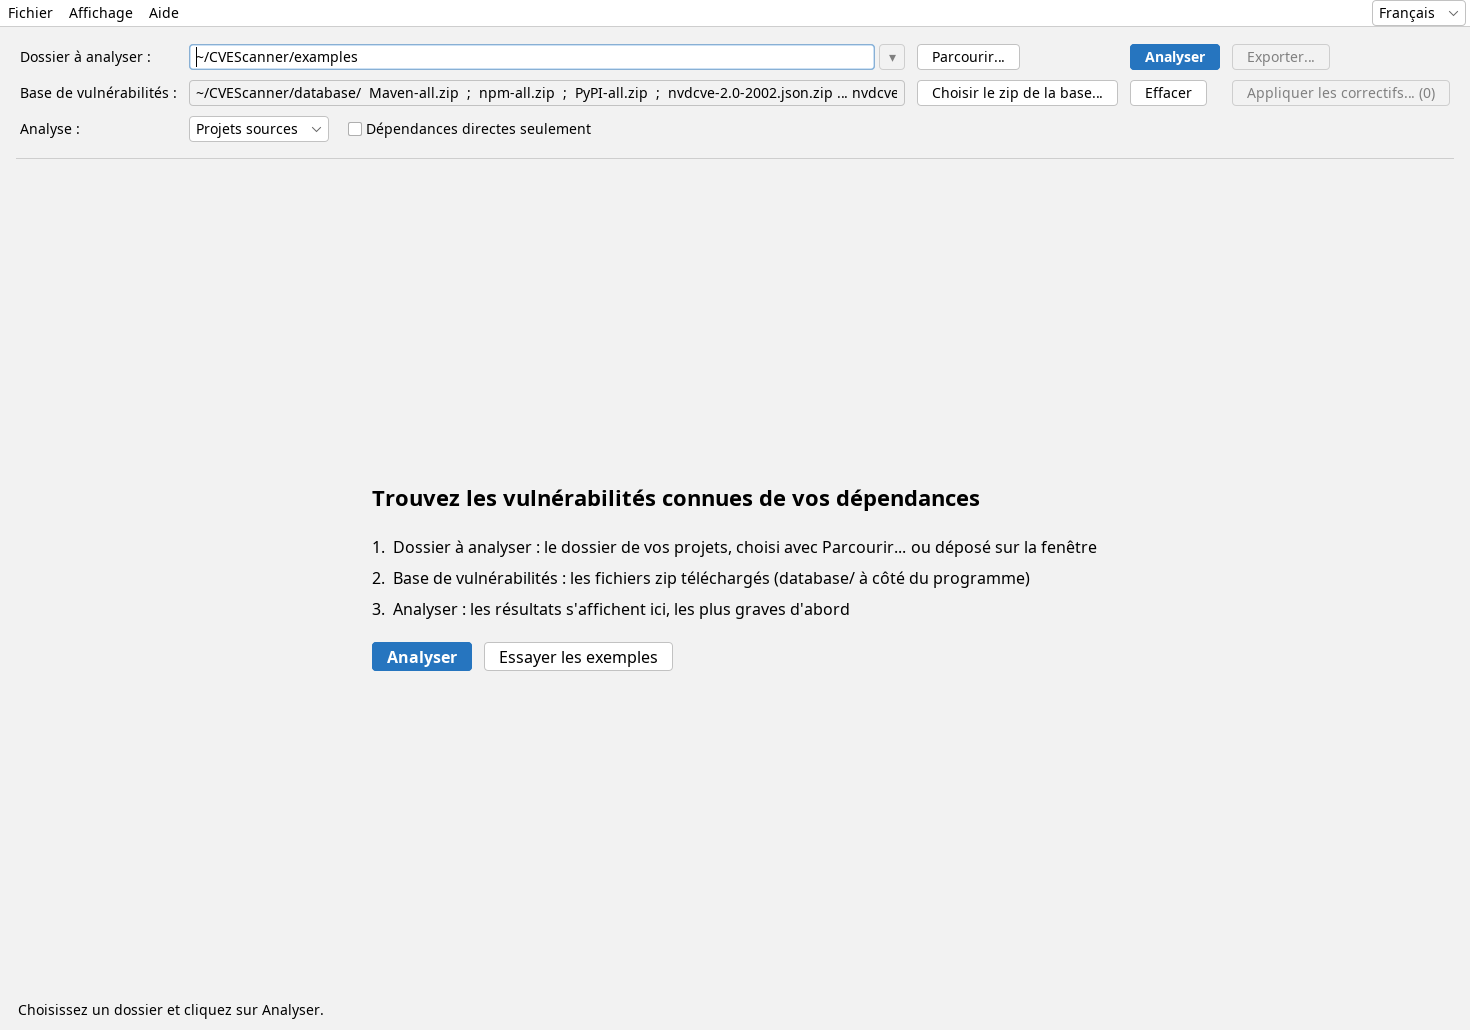 Fichier Affichage Aide Français
Dossier à analyser : ~/CVEScanner/examples Parcourir... Analyser Exporter...
Base de vulnérabilités : ~/CVEScanner/database/ Maven-all.zip ; npm-all.zip ; PyPI-all.zip ; nvdcve-2.0-2002.json.zip ... nvdcve Choisir le zip de la base... Effacer Appliquer les correctifs... (0)
Analyse : Projets sources Dépendances directes seulement
Trouvez les vulnérabilités connues de vos dépendances
1. Dossier à analyser : le dossier de vos projets, choisi avec Parcourir... ou déposé sur la fenêtre
2. Base de vulnérabilités : les fichiers zip téléchargés (database/ à côté du programme)
3. Analyser : les résultats s'affichent ici, les plus graves d'abord
Analyser Essayer les exemples
Choisissez un dossier et cliquez sur Analyser.